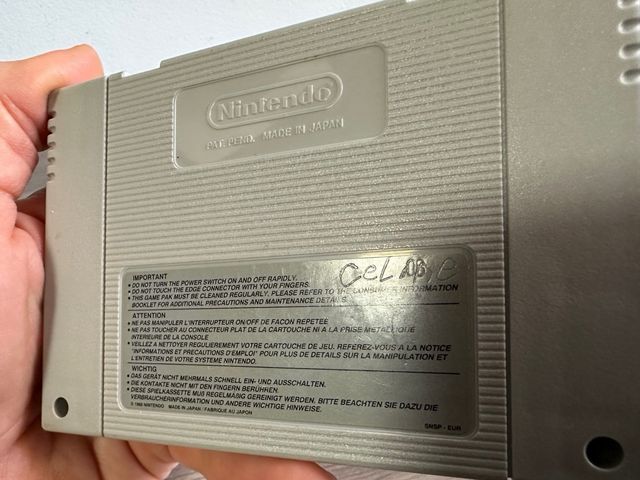 Nintendo
PAT. PEND. MADE IN JAPAN
IMPORTANT
• DO NOT TURN THE POWER SWITCH ON AND OFF RAPIDLY.
• DO NOT TOUCH THE EDGE CONNECTOR WITH YOUR FINGERS.
• THIS GAME PAK MUST BE CLEANED REGULARLY. PLEASE REFER TO THE CONSUMER INFORMATION
BOOKLET FOR ADDITIONAL PRECAUTIONS AND MAINTENANCE DETAILS.
06
ATTENTION
• NE PAS MANIPULER L'INTERRUPTEUR ON/OFF DE FACON REPETEE
• NE PAS TOUCHER AU CONNECTEUR PLAT DE LA CARTOUCHE NI A LA PRISE METALLIQUE
INTERIEURE DE LA CONSOLE
• VEILLEZ A NETTOYER REGULIEREMENT VOTRE CARTOUCHE DE JEU. REFEREZ-VOUS A LA NOTICE
"INFORMATIONS ET PRECAUTIONS D'EMPLOI" POUR PLUS DE DETAILS SUR LA MANIPULATION ET
L'ENTRETIEN DE VOTRE SYSTEME NINTENDO.
WICHTIG
• DAS GERÄT NICHT MEHRMALS SCHNELL EIN- UND AUSSCHALTEN.
• DIE KONTAKTE NICHT MIT DEN FINGERN BERÜHREN.
• DIESE SPIELKASSETTE MUß REGELMÄßIG GEREINIGT WERDEN. BITTE BEACHTEN SIE DAZU DIE
VERBRAUCHERINFORMATION UND ANDERE WICHTIGE HINWEISE.
MADE IN JAPAN / FABRIQUE AU JAPON
SNSP - EUR